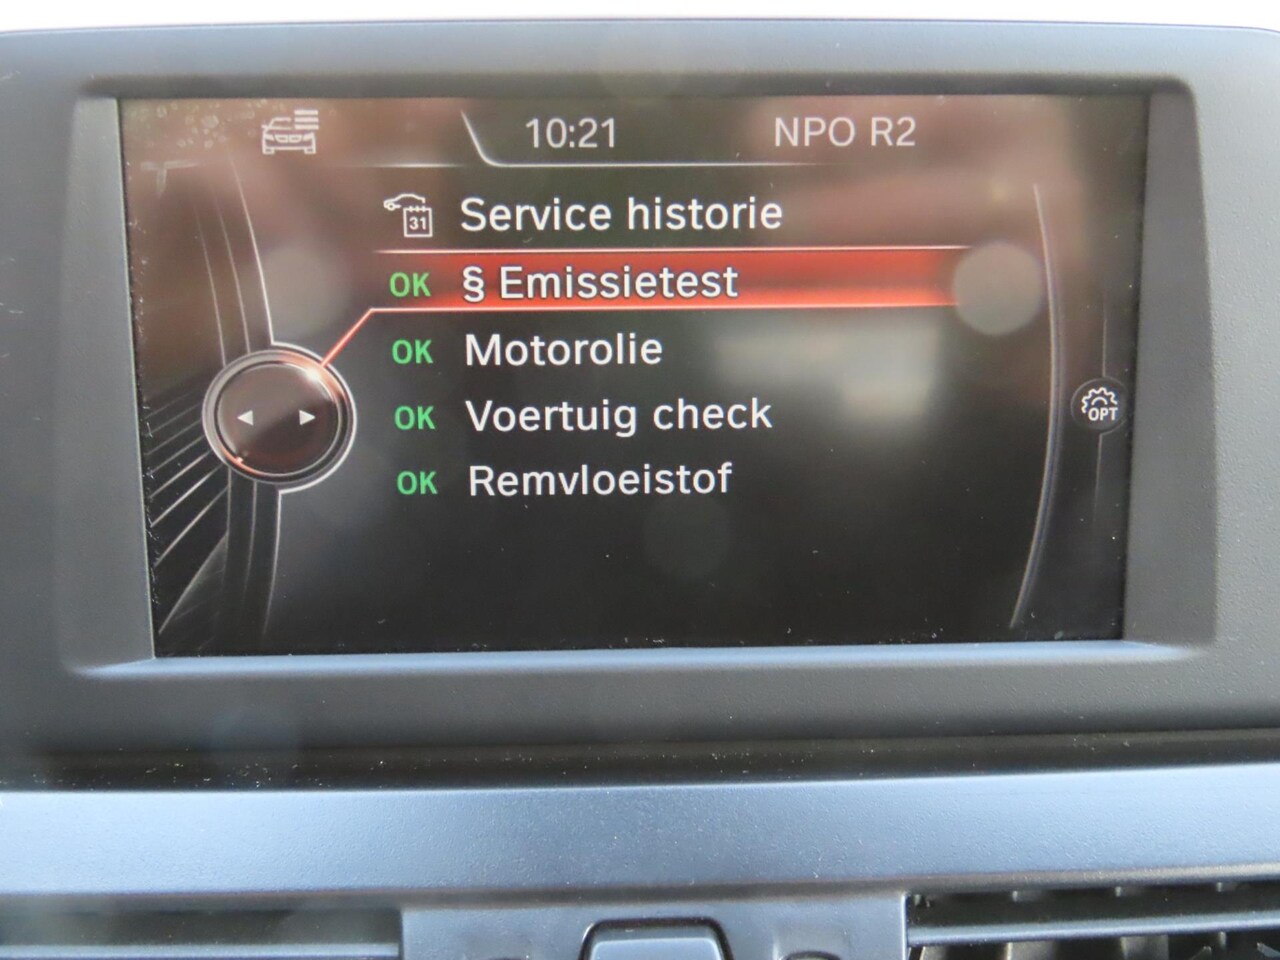 10:21 NPO R2
31 Service historie
OK § Emissietest
OK Motorolie
OK Voertuig check
OK Remvloeistof
OPT